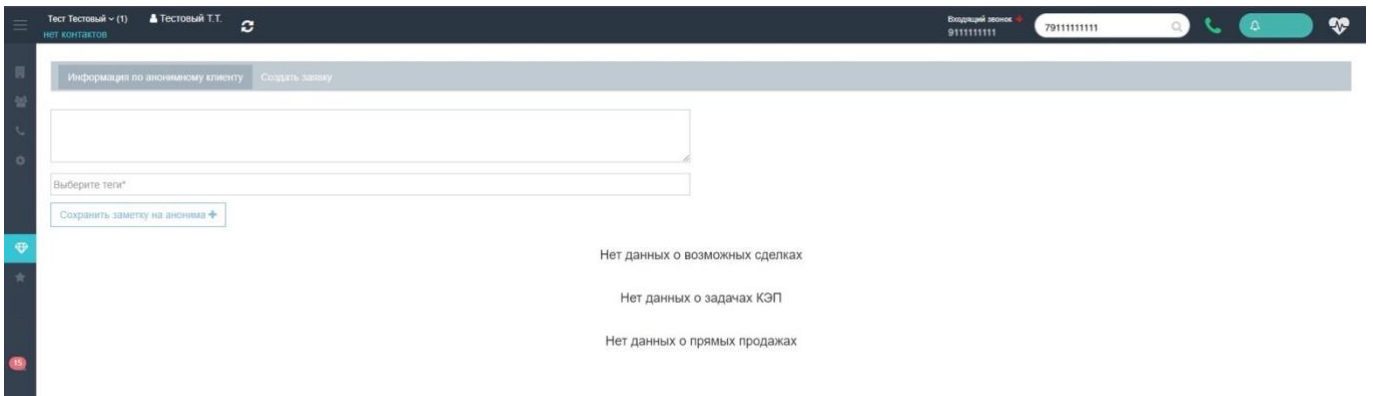 Тест Тестовый (1) Тестовый Т.Т.
нет контактов
Входящий звонок
9111111111
79111111111
Информация по анонимному клиенту Создать заявку
Выберите теги*
Сохранить заметку на анонима +
Нет данных о возможных сделках
Нет данных о задачах КЭП
Нет данных о прямых продажах
15